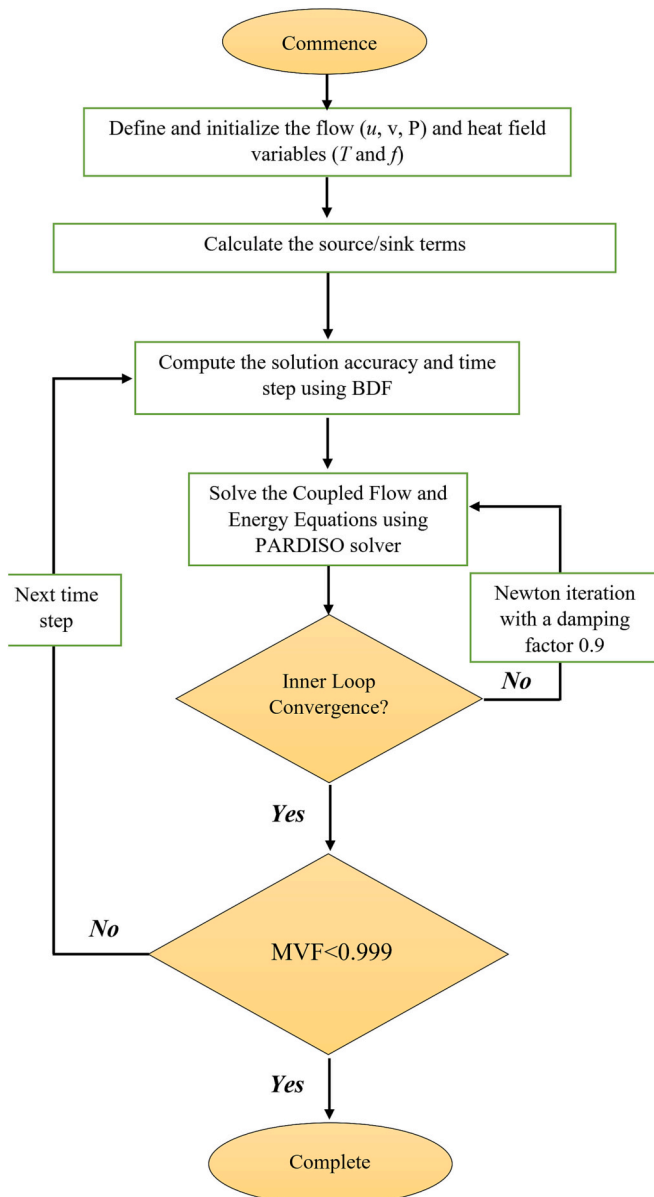 Commence
Define and initialize the flow (u, v, P) and heat field
variables (T and f)
Calculate the source/sink terms
Compute the solution accuracy and time
step using BDF
Solve the Coupled Flow and
Energy Equations using
PARDISO solver
Next time
step
Newton iteration
with a damping
factor 0.9
Inner Loop
Convergence?
No
Yes
MVF<0.999
No
Yes
Complete